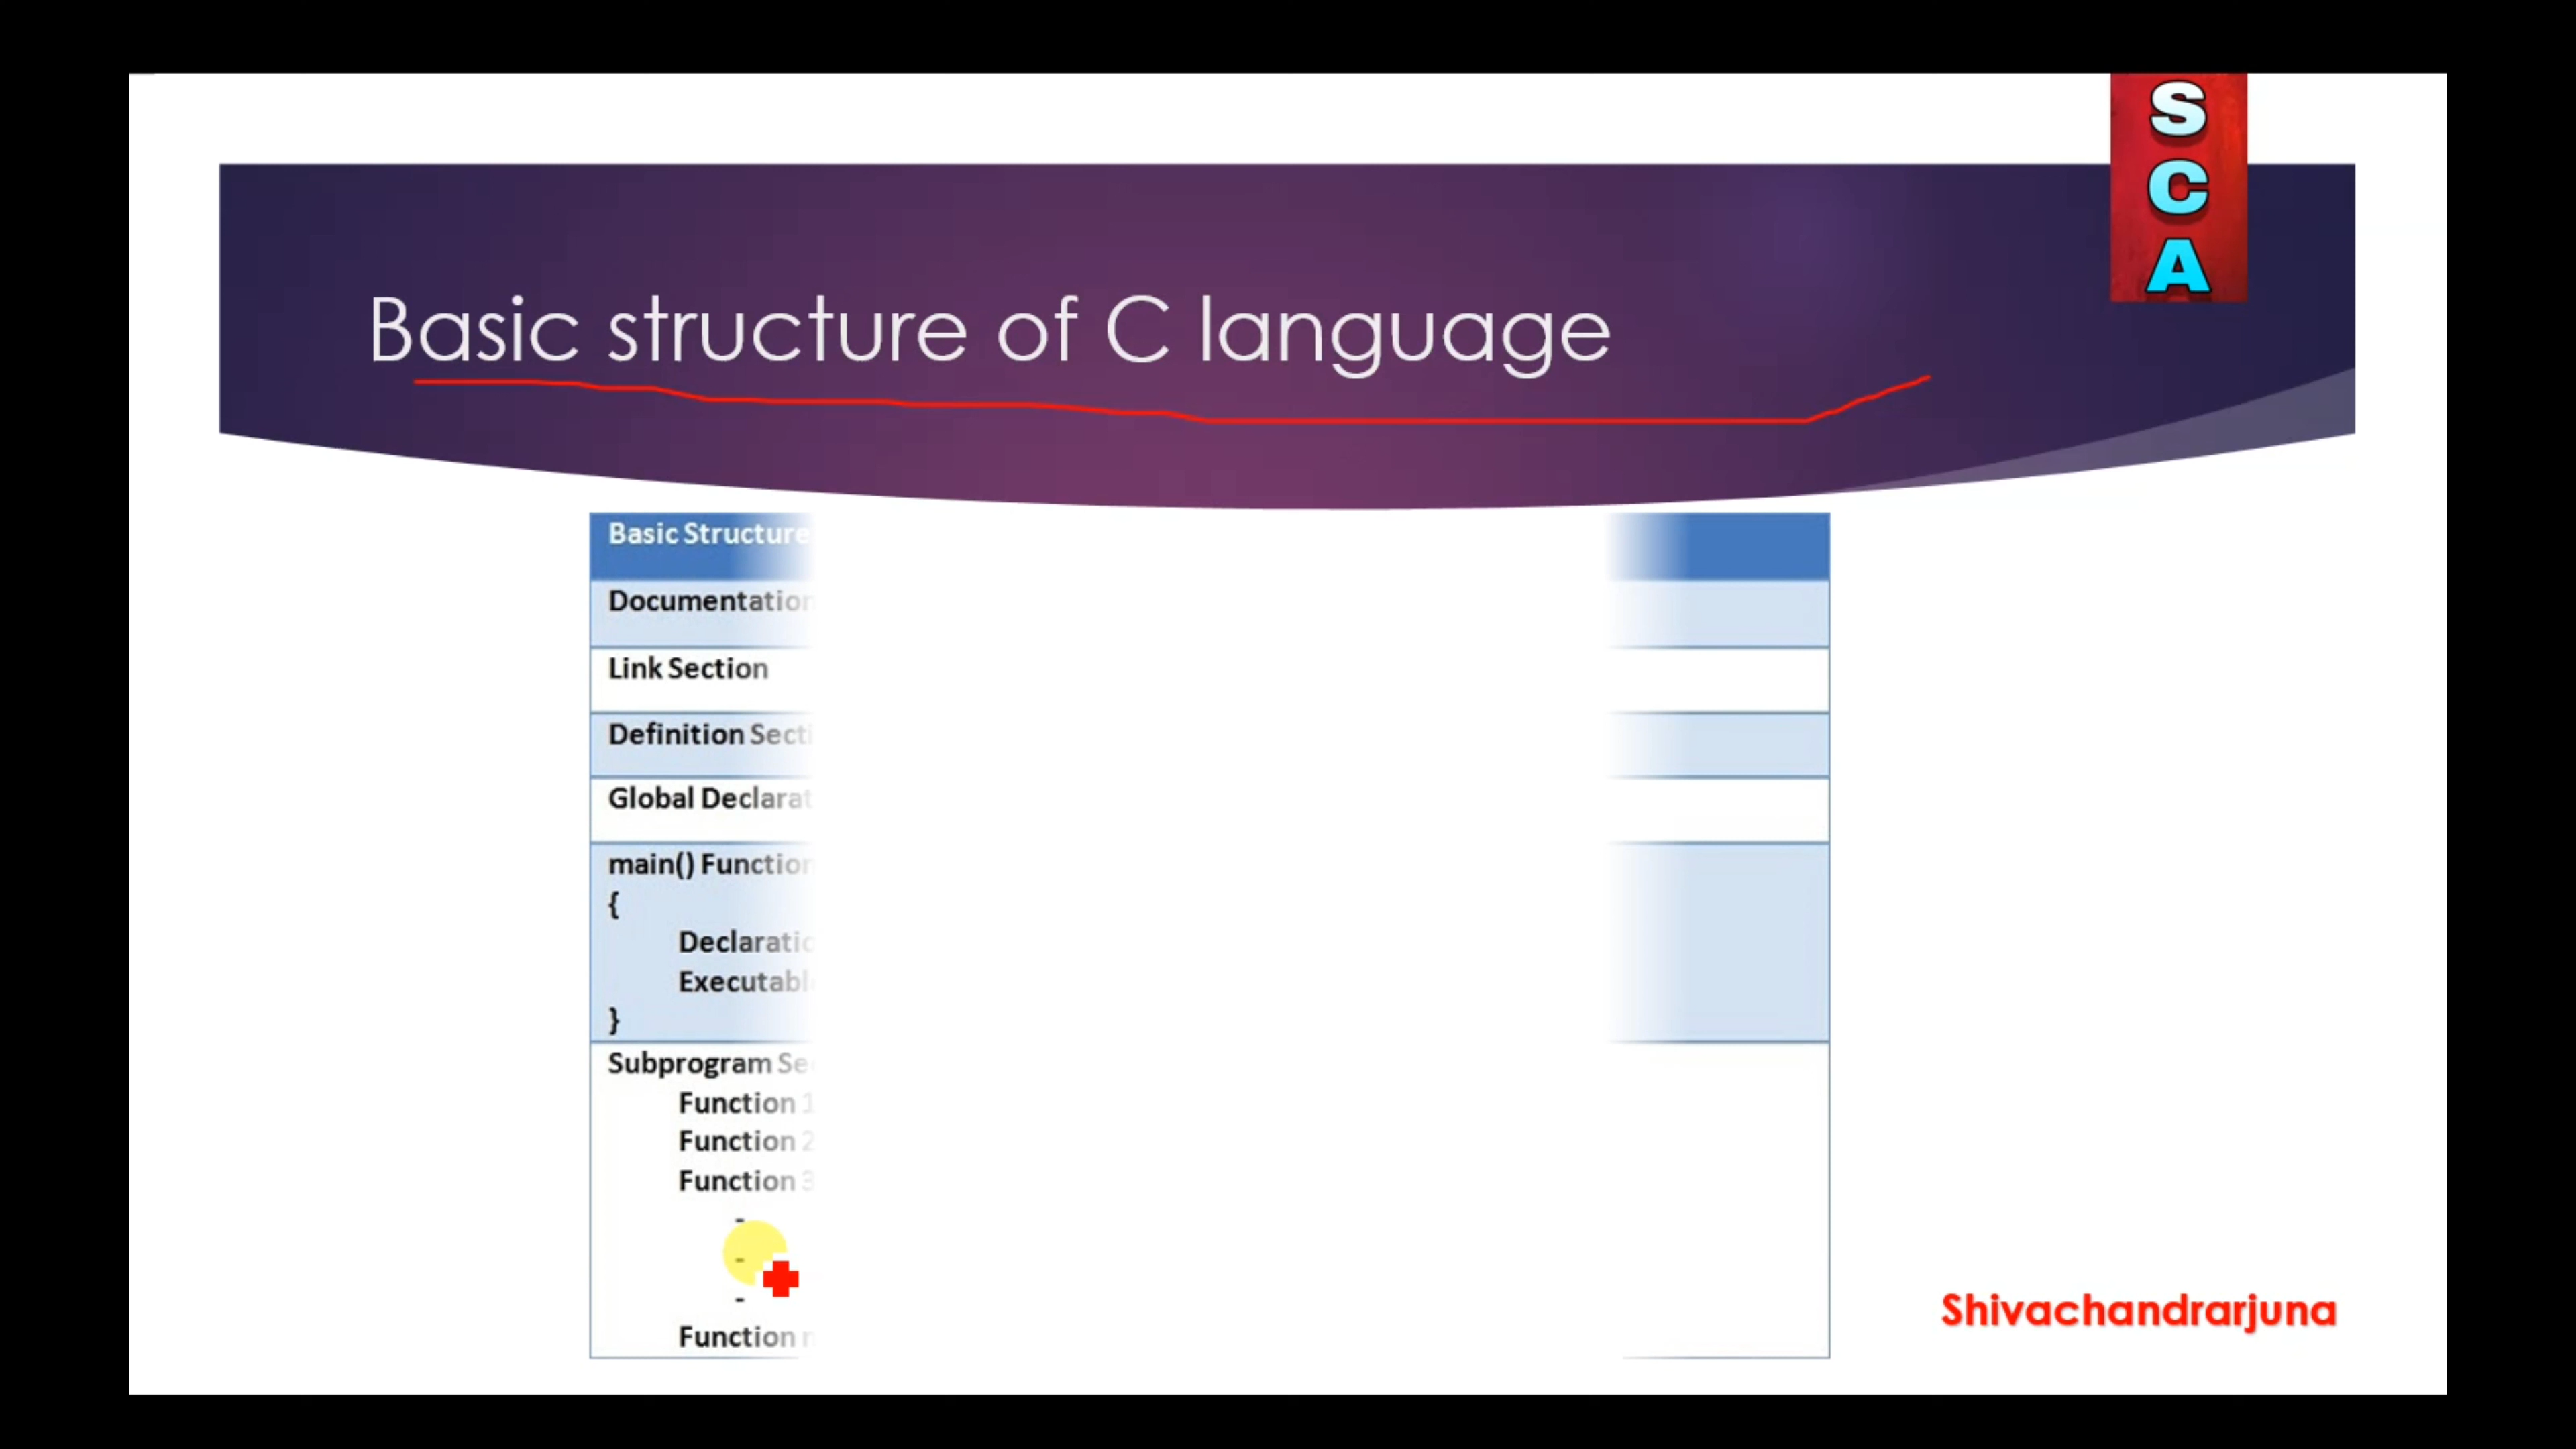 S
C
A
Basic structure of C language
Basic Structure
Documentation
Link Section
Definition Secti
Global Declarat
main() Function
{
Declaratio
Executabl
}
Subprogram Se
Function 1
Function 2
Function 3
-
-
-
Function n
Shivachandrarjuna